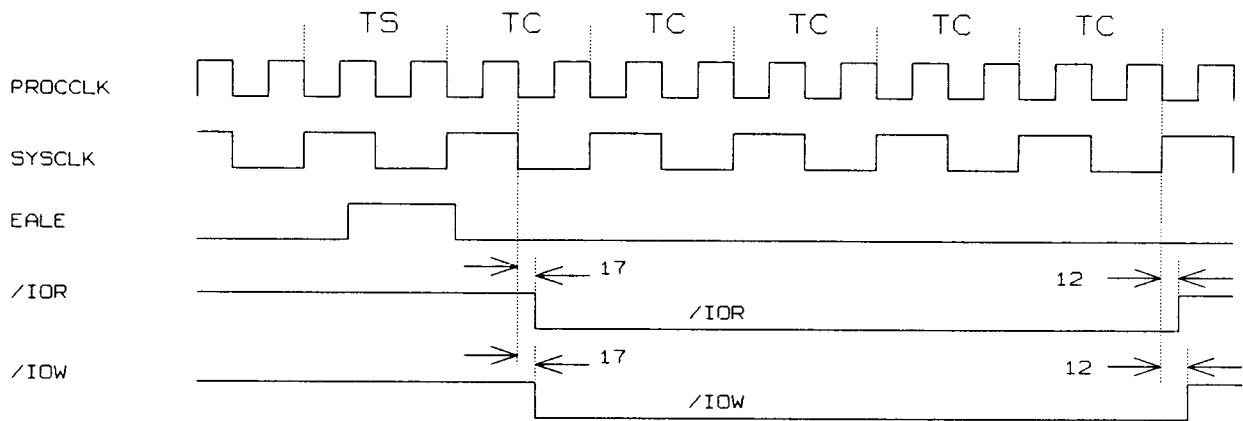 TS TC TC TC TC TC
PROCCLK
SYSCLK
EALE
17 12
/IOR /IOR
17 12
/IOW /IOW